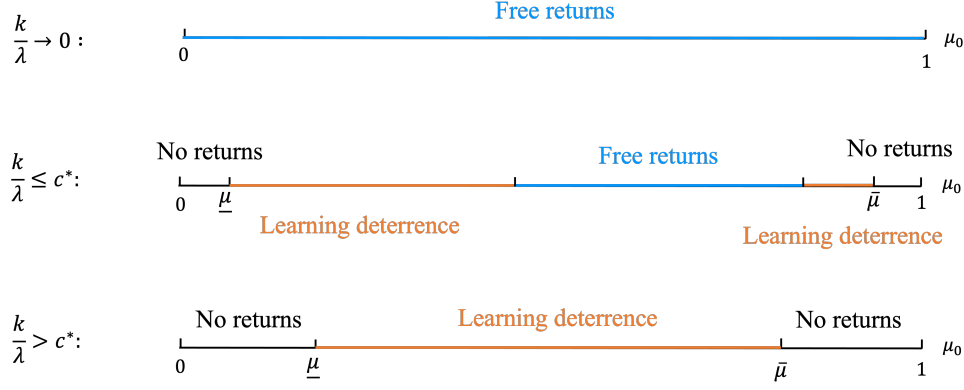 Free returns
k/λ → 0 :
0 1 μ₀
No returns Free returns No returns
k/λ ≤ c*:
0 μ̲ μ̄ 1 μ₀
Learning deterrence Learning deterrence
No returns Learning deterrence No returns
k/λ > c*:
0 μ̲ μ̄ 1 μ₀